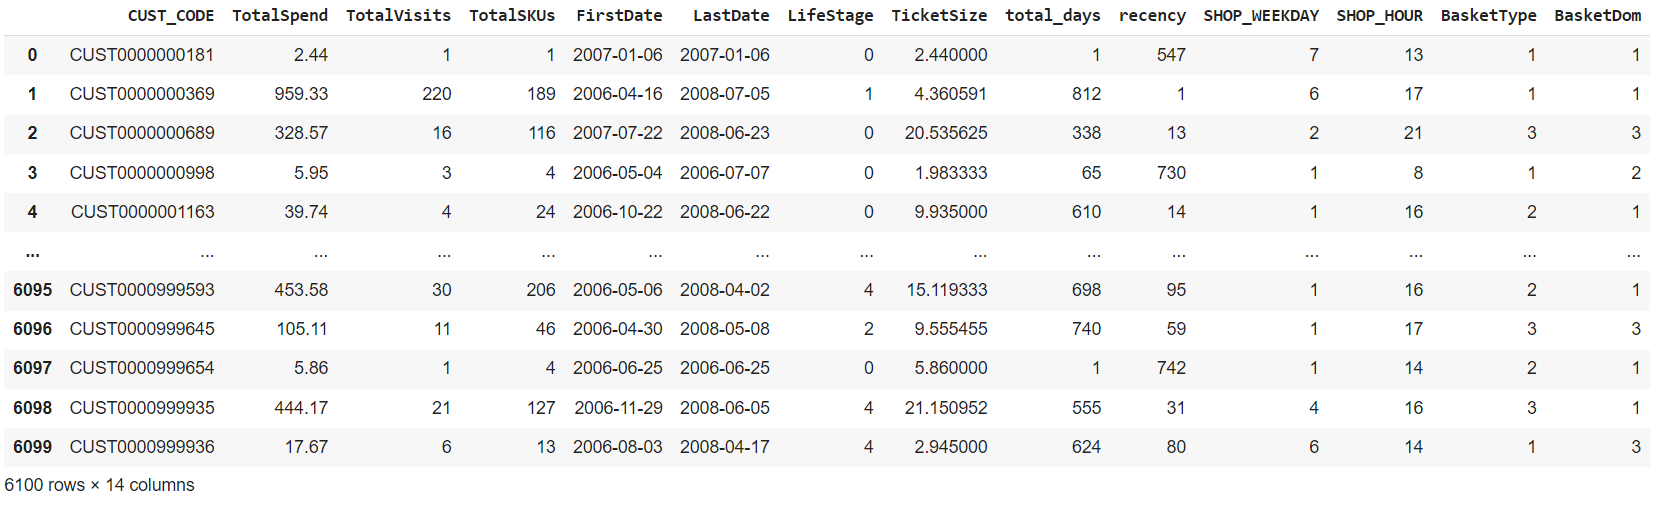 CUST_CODE TotalSpend TotalVisits TotalSKUs FirstDate LastDate LifeStage TicketSize total_days recency SHOP_WEEKDAY SHOP_HOUR BasketType BasketDom
0 CUST0000000181 2.44 1 1 2007-01-06 2007-01-06 0 2.440000 1 547 7 13 1 1
1 CUST0000000369 959.33 220 189 2006-04-16 2008-07-05 1 4.360591 812 1 6 17 1 1
2 CUST0000000689 328.57 16 116 2007-07-22 2008-06-23 0 20.535625 338 13 2 21 3 3
3 CUST0000000998 5.95 3 4 2006-05-04 2006-07-07 0 1.983333 65 730 1 8 1 2
4 CUST0000001163 39.74 4 24 2006-10-22 2008-06-22 0 9.935000 610 14 1 16 2 1
... ... ... ... ... ... ... ... ... ... ... ... ... ... ...
6095 CUST0000999593 453.58 30 206 2006-05-06 2008-04-02 4 15.119333 698 95 1 16 2 1
6096 CUST0000999645 105.11 11 46 2006-04-30 2008-05-08 2 9.555455 740 59 1 17 3 3
6097 CUST0000999654 5.86 1 4 2006-06-25 2006-06-25 0 5.860000 1 742 1 14 2 1
6098 CUST0000999935 444.17 21 127 2006-11-29 2008-06-05 4 21.150952 555 31 4 16 3 1
6099 CUST0000999936 17.67 6 13 2006-08-03 2008-04-17 4 2.945000 624 80 6 14 1 3
6100 rows × 14 columns